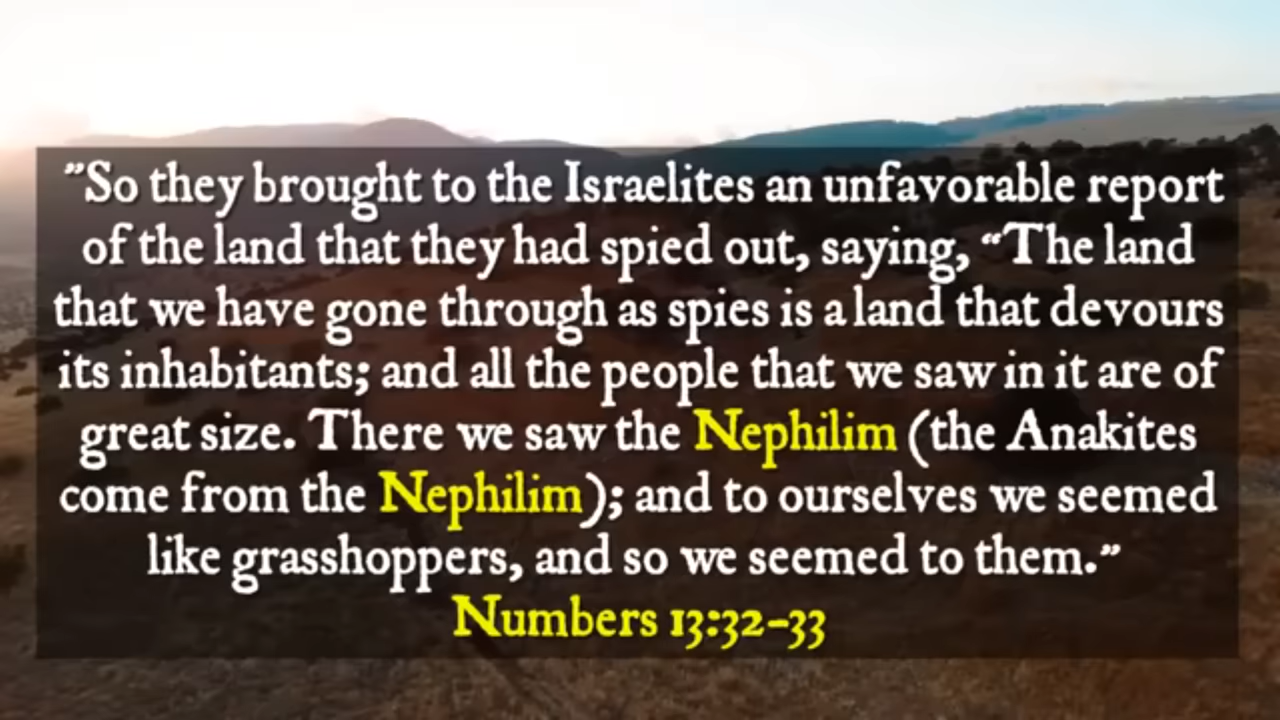 ”So they brought to the Israelites an unfavorable report
of the land that they had spied out, saying, “The land
that we have gone through as spies is a land that devours
its inhabitants; and all the people that we saw in it are of
great size. There we saw the Nephilim (the Anakites
come from the Nephilim); and to ourselves we seemed
like grasshoppers, and so we seemed to them.”
Numbers 13:32-33